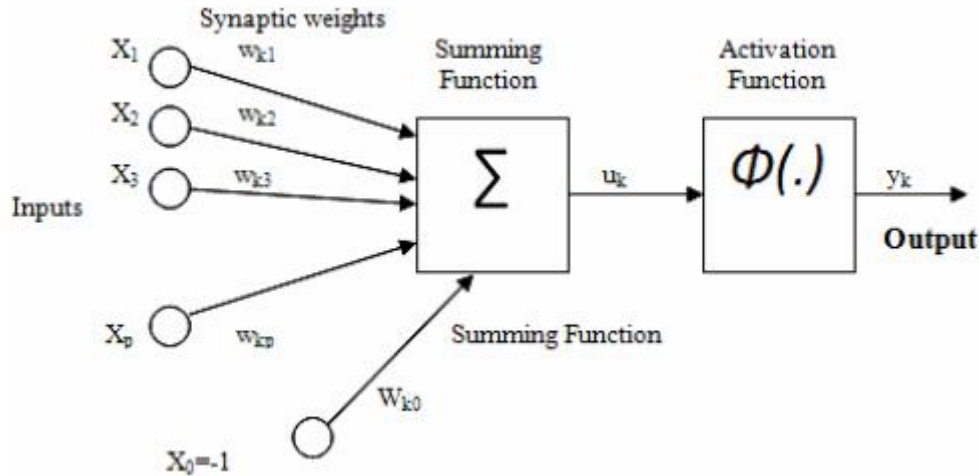 Synaptic weights
X₁
wₖ₁
Summing
Function
Activation
Function
X₂
wₖ₂
X₃
wₖ₃
Inputs
Σ
uₖ
Φ(.)
yₖ
Output
Xₚ
wₖₚ
Summing Function
Wₖ₀
X₀=-1